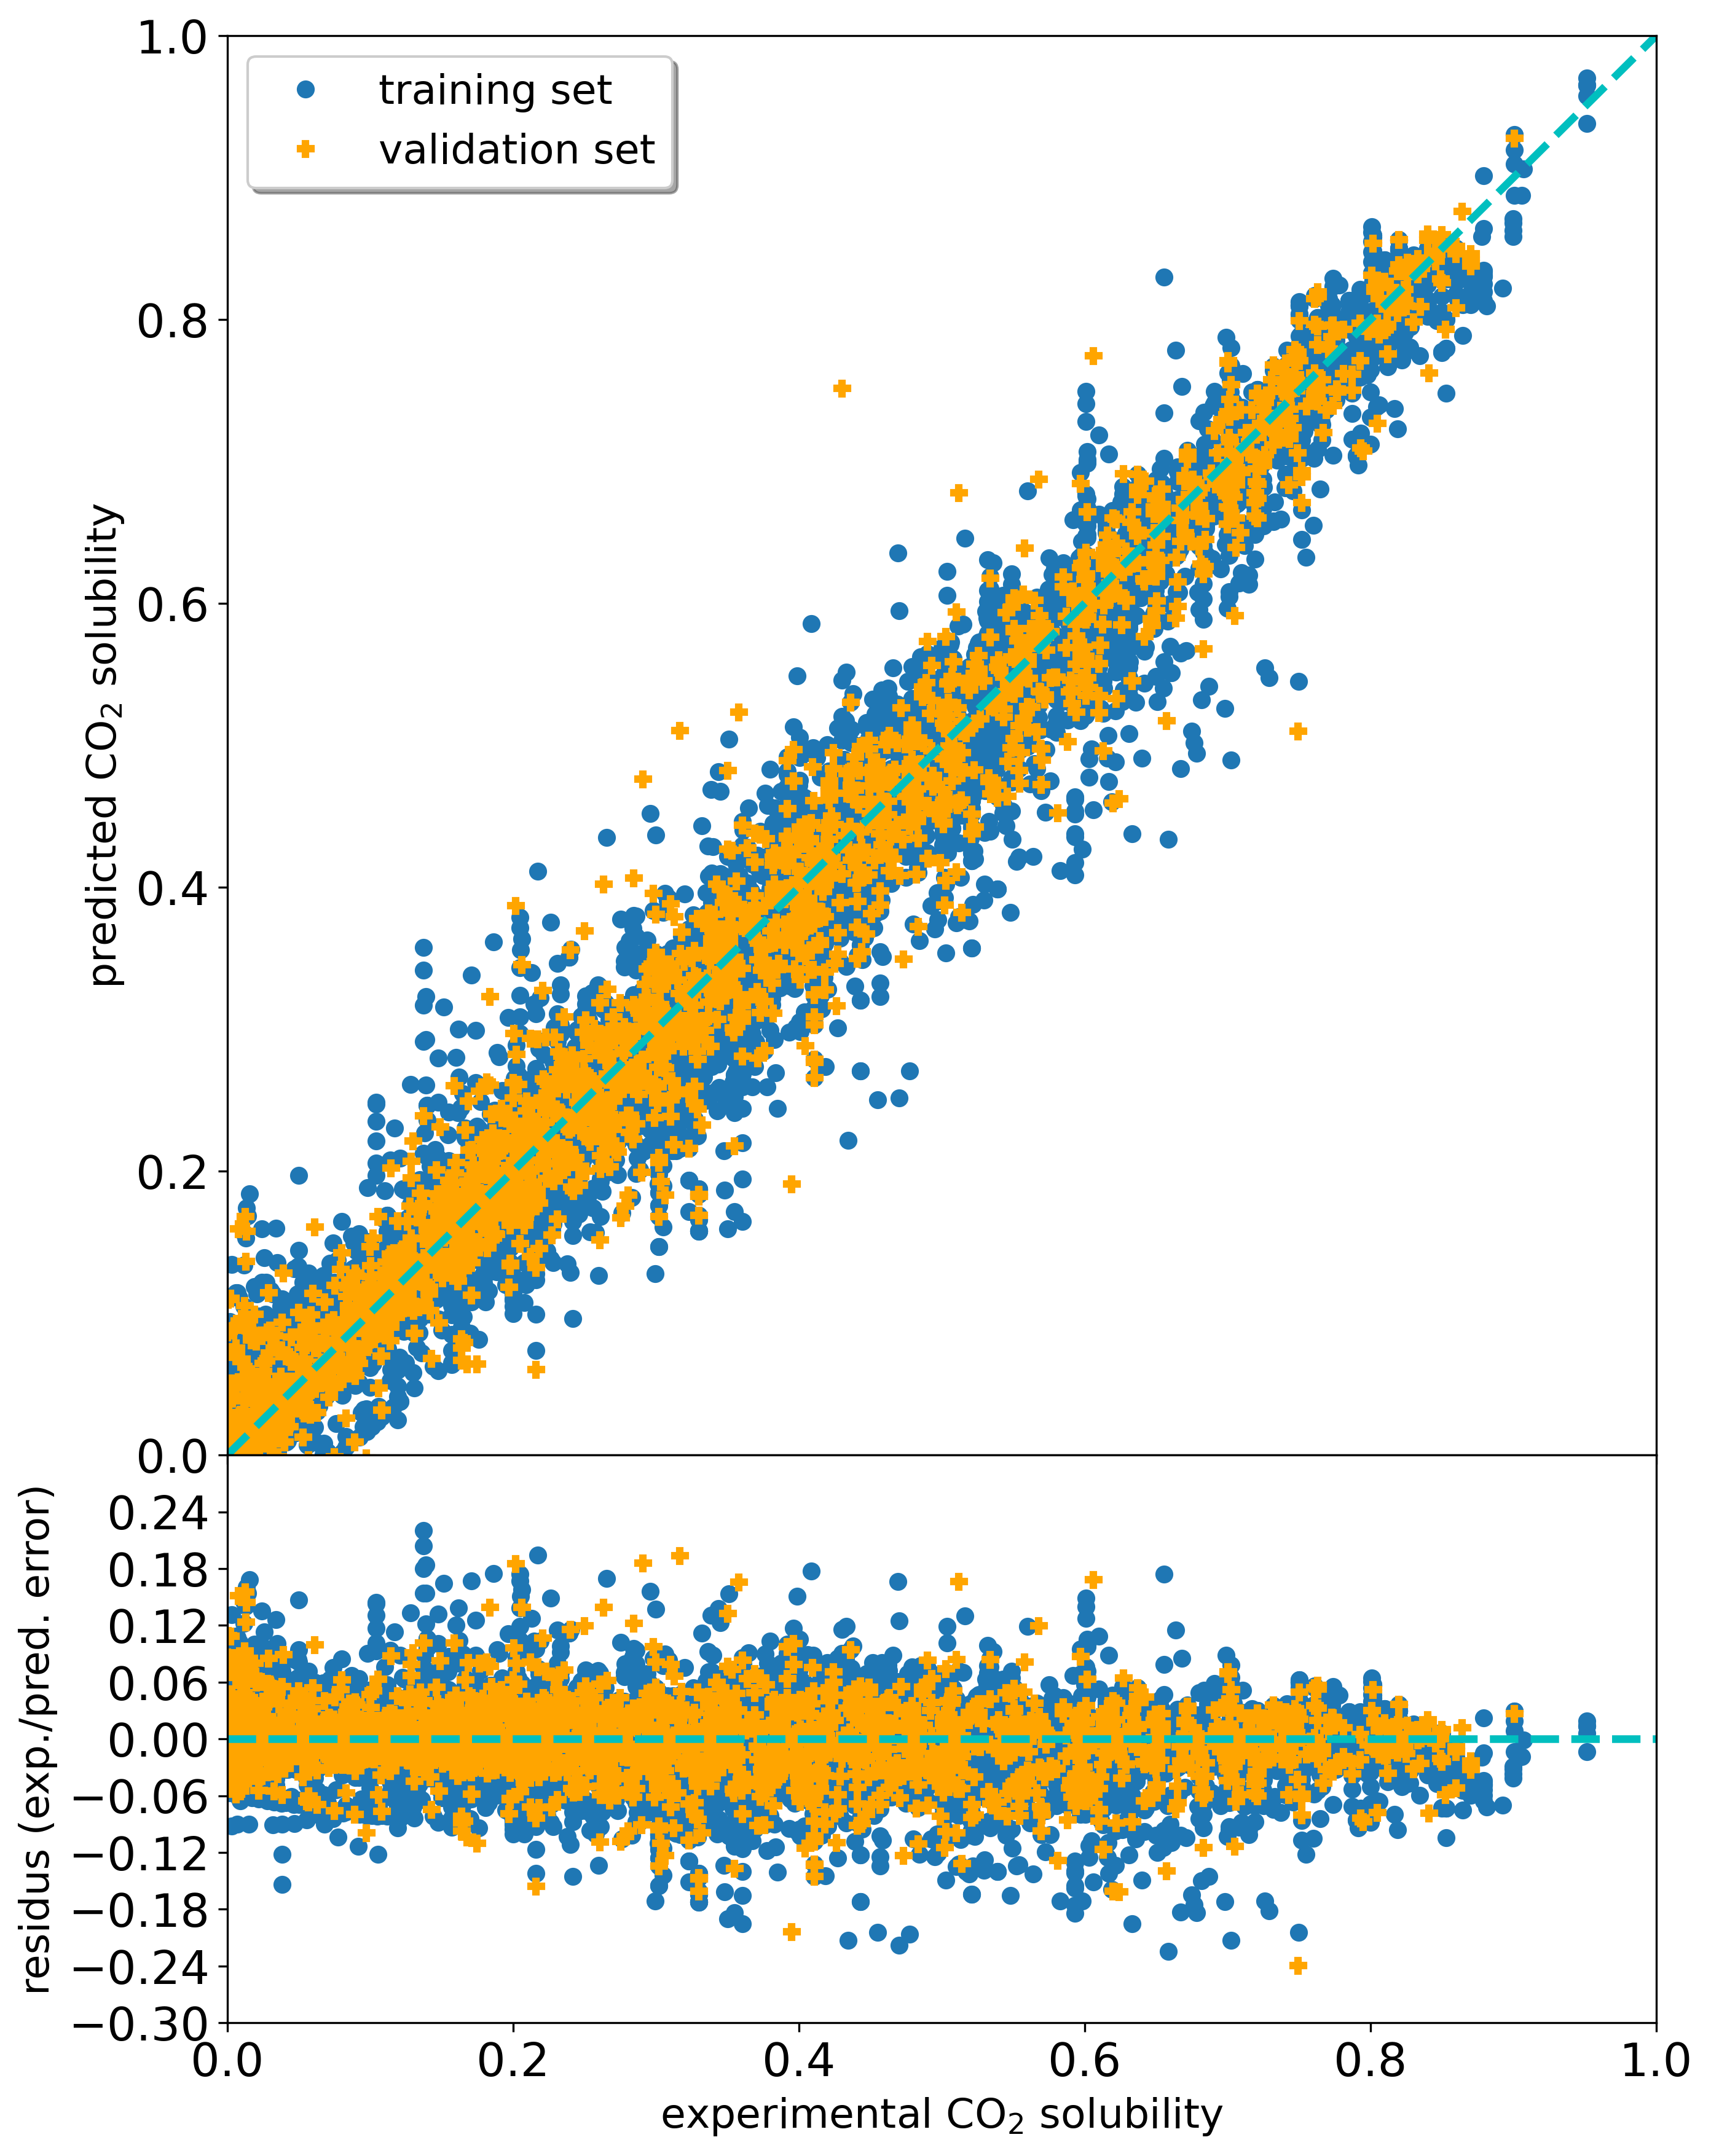 training set
validation set
1.0
0.8
0.6
0.4
0.2
0.0
predicted CO₂ solubility
0.24
0.18
0.12
0.06
0.00
−0.06
−0.12
−0.18
−0.24
−0.30
residus (exp./pred. error)
0.0 0.2 0.4 0.6 0.8 1.0
experimental CO₂ solubility